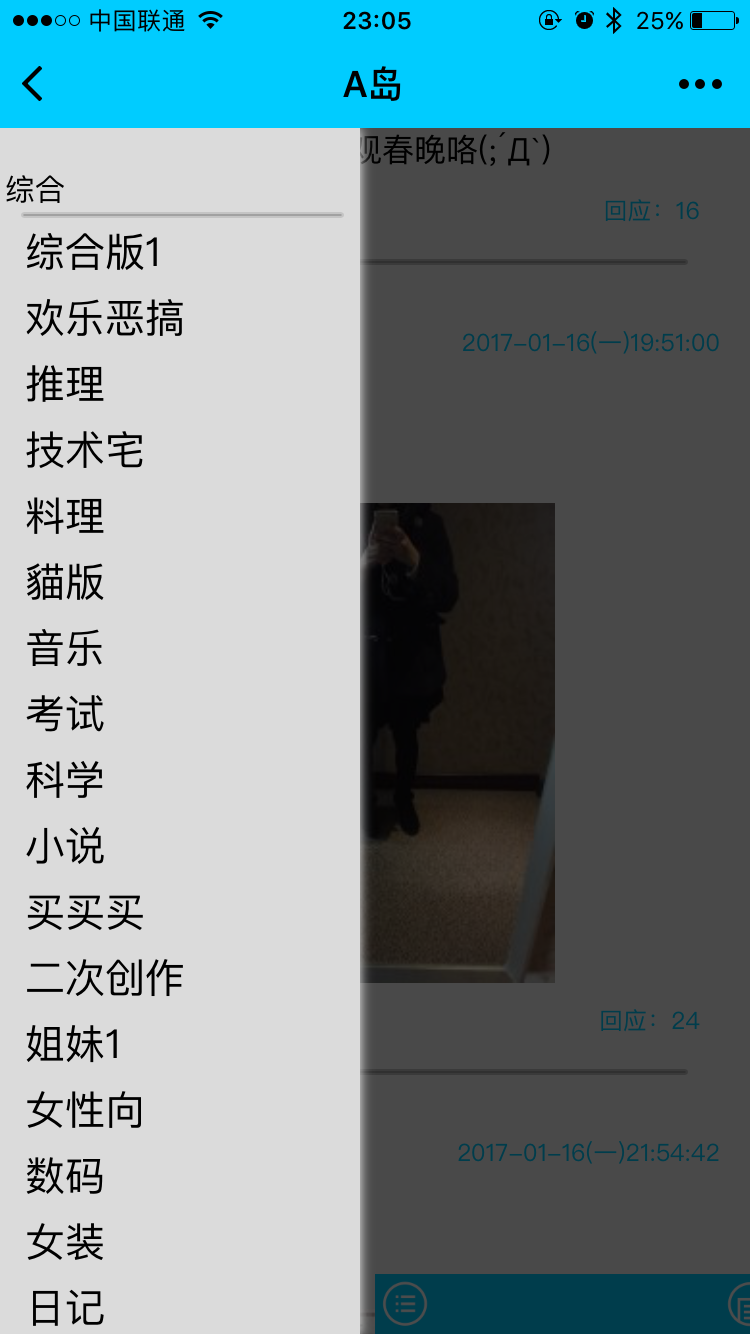 中国联通 23:05 25%
A岛
观春晚咯(;´Д`)
综合
回应：16
综合版1
欢乐恶搞
2017-01-16(一)19:51:00
推理
技术宅
料理
貓版
音乐
考试
科学
小说
买买买
二次创作
回应：24
姐妹1
女性向
2017-01-16(一)21:54:42
数码
女装
日记